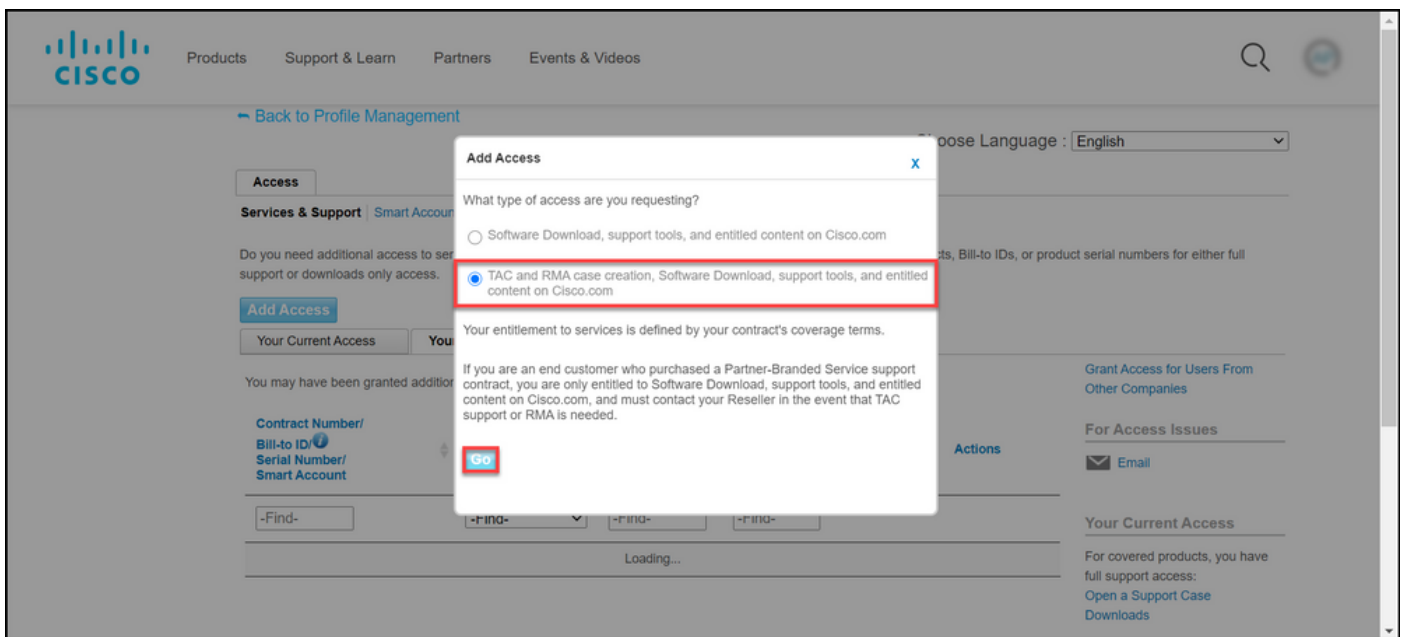 CISCO
Products Support & Learn Partners Events & Videos
Back to Profile Management
oose Language : English
Access
Services & Support Smart
Do you need additional access to
cts, Bill-to IDs, or product serial numbers for either full
support or downloads only access.
Add Access
Your Current Access
You may have been granted
Contract Number/
Bill-to ID/
Serial Number/
Smart Account
-Find- -Find- -Find- -Find-
Loading...
Actions
Add Access X
What type of access are you requesting?
Software Download, support tools, and entitled content on Cisco.com
TAC and RMA case creation, Software Download, support tools, and entitled
content on Cisco.com
Your entitlement to services is defined by your contract's coverage terms.
If you are an end customer who purchased a Partner-Branded Service support
contract, you are only entitled to Software Download, support tools, and entitled
content on Cisco.com, and must contact your Reseller in the event that TAC
support or RMA is needed.
Go
Grant Access for Users From
Other Companies
For Access Issues
Email
Your Current Access
For covered products, you have
full support access:
Open a Support Case
Downloads